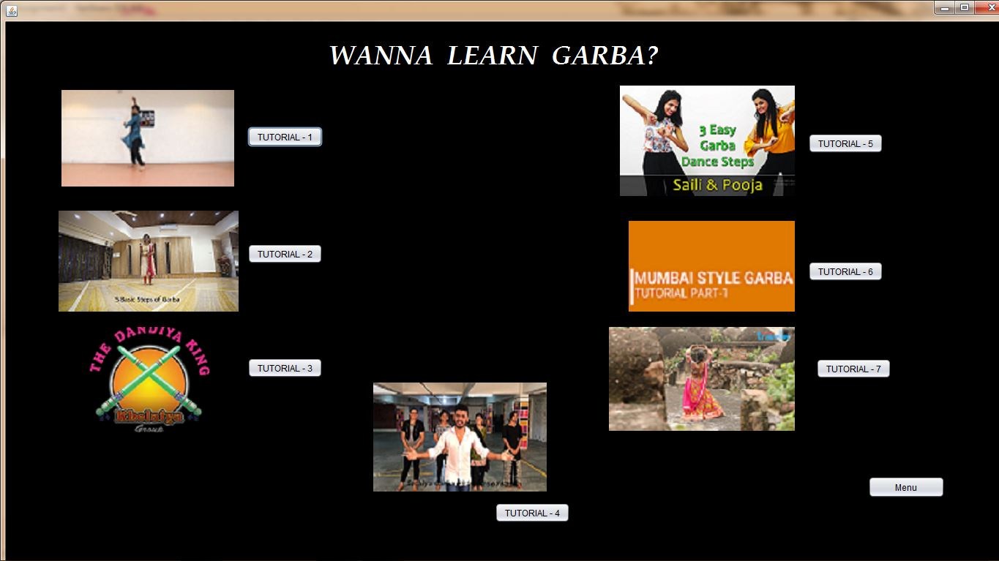 WANNA LEARN GARBA?
TUTORIAL - 1
5 Basic Steps of Garba
TUTORIAL - 2
THE DANDIYA KING
Khelaiya
Group
TUTORIAL - 3
TUTORIAL - 4
3 Easy
Garba
Dance Steps
Saili & Pooja
TUTORIAL - 5
MUMBAI STYLE GARBA
TUTORIAL PART-1
TUTORIAL - 6
TUTORIAL - 7
Menu